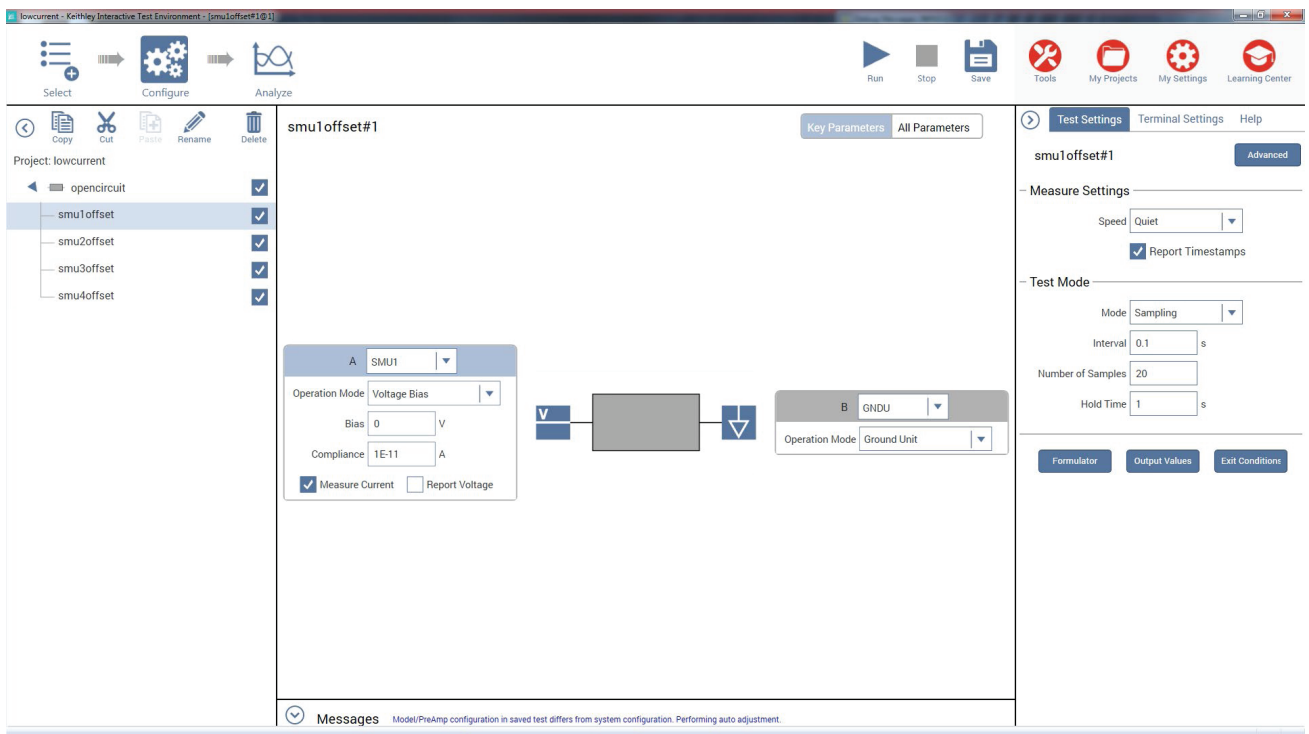 lowcurrent - Keithley Interactive Test Environment - [smu1offset#1@1]
Select
Configure
Analyze
Run
Stop
Save
Tools
My Projects
My Settings
Learning Center
Copy
Cut
Paste
Rename
Delete
Project: lowcurrent
opencircuit
smu1offset
smu2offset
smu3offset
smu4offset
smu1offset#1
Key Parameters All Parameters
A SMU1
Operation Mode Voltage Bias
Bias 0 V
Compliance 1E-11 A
Measure Current Report Voltage
V
B GNDU
Operation Mode Ground Unit
Messages Model/PreAmp configuration in saved test differs from system configuration. Performing auto adjustment.
Test Settings Terminal Settings Help
smu1offset#1 Advanced
Measure Settings
Speed Quiet
Report Timestamps
Test Mode
Mode Sampling
Interval 0.1 s
Number of Samples 20
Hold Time 1 s
Formulator Output Values Exit Conditions